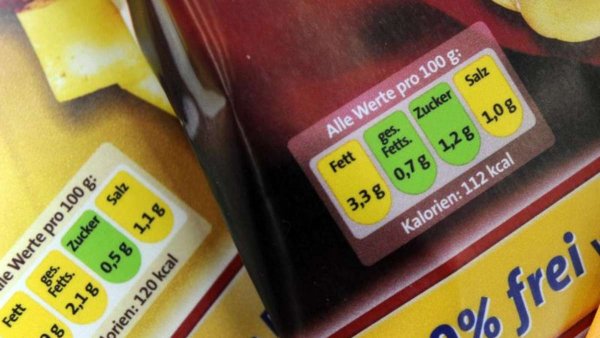 Alle Werte pro 100 g:
Fett ges. Fetts. Zucker Salz
3,3 g 0,7 g 1,2 g 1,0 g
Kalorien: 112 kcal
% frei
Werte pro 100 g:
Fett ges. Fetts. Zucker Salz
2,1 g 0,5 g 1,1 g
120 kcal